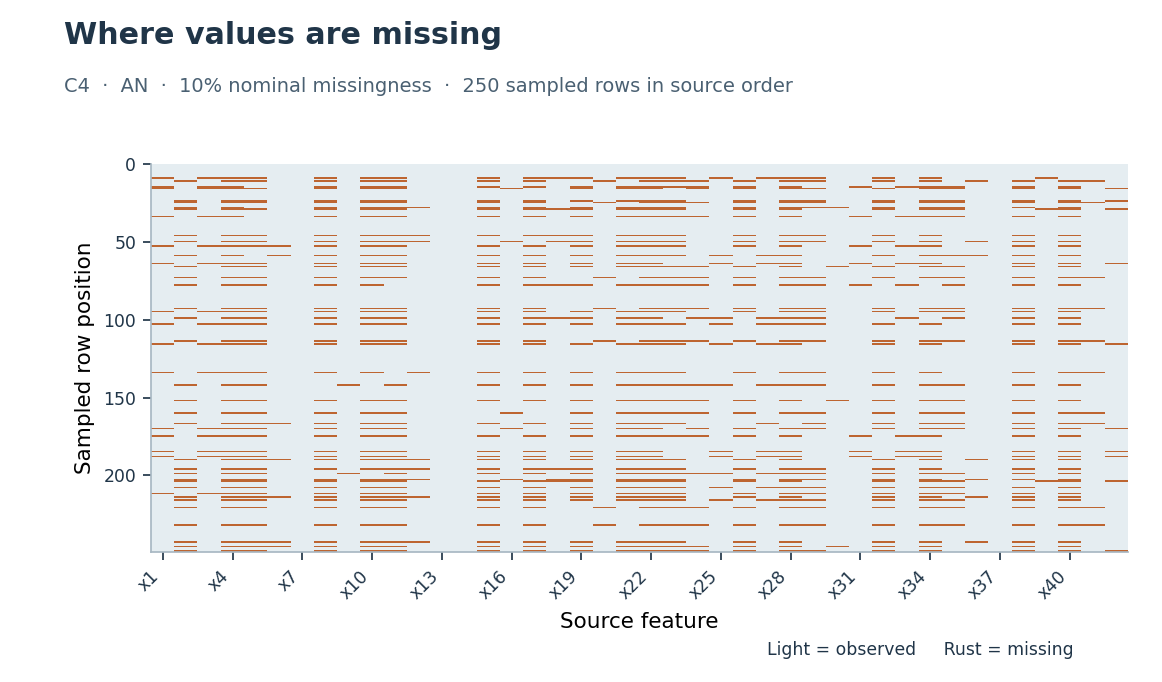 Where values are missing
C4 · AN · 10% nominal missingness · 250 sampled rows in source order
0
50
100
150
200
Sampled row position
x1 x4 x7 x10 x13 x16 x19 x22 x25 x28 x31 x34 x37 x40
Source feature
Light = observed Rust = missing